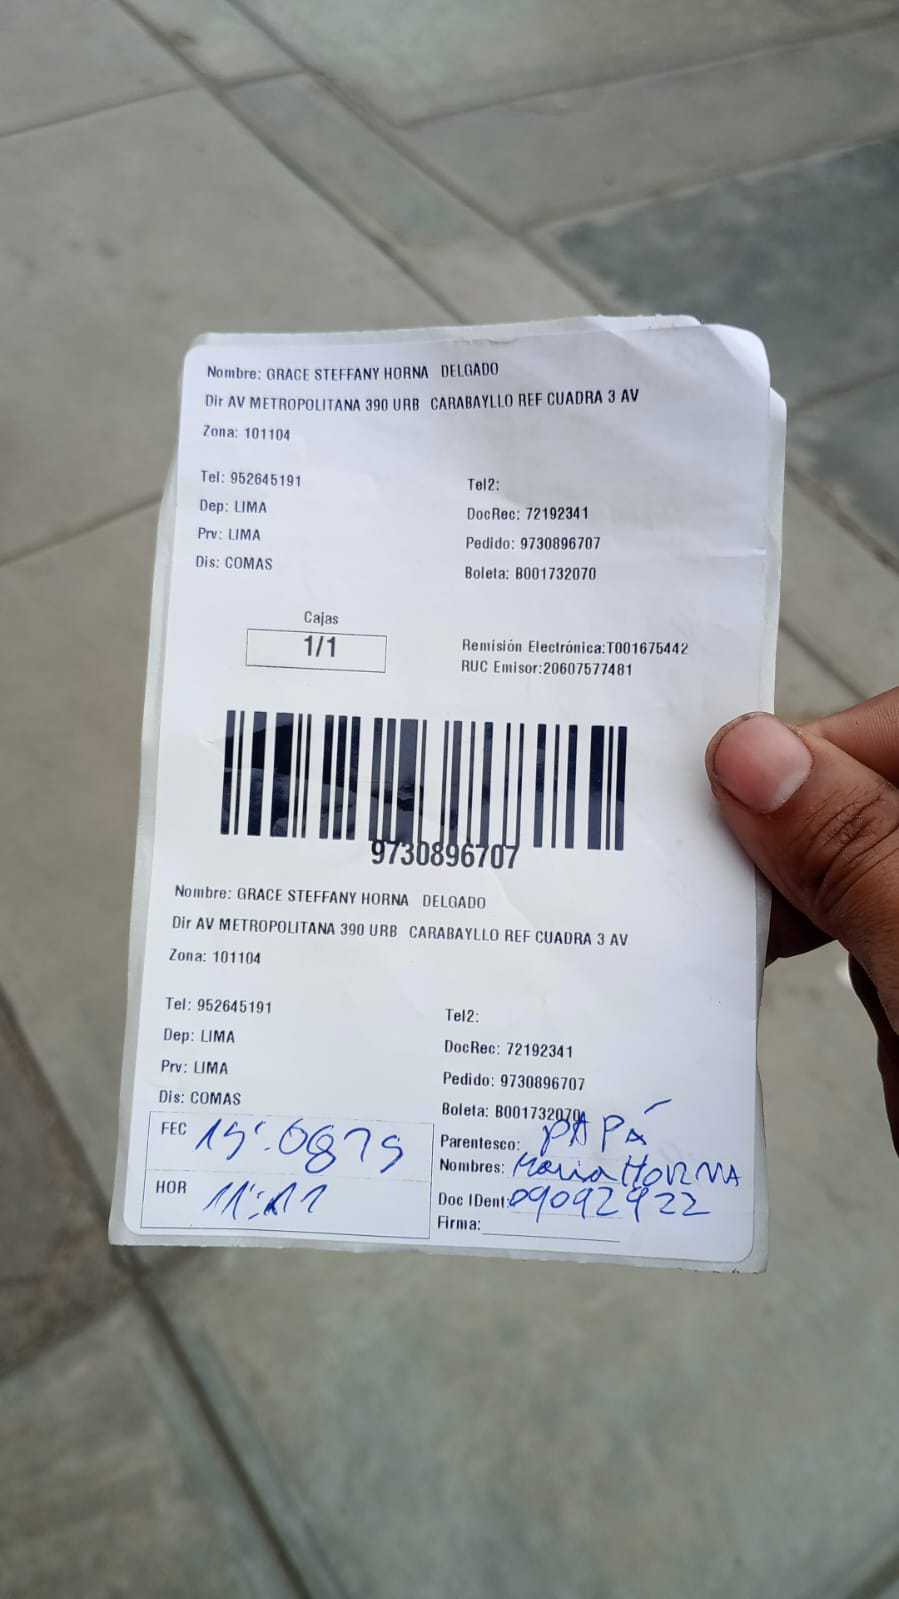 Nombre: GRACE STEFFANY HORNA DELGADO
Dir AV METROPOLITANA 390 URB CARABAYLLO REF CUADRA 3 AV
Zona: 101104
Tel: 952645191
Tel2:
Dep: LIMA
DocRec: 72192341
Prv: LIMA
Pedido: 9730896707
Dis: COMAS
Boleta: B001732070
Cajas
1/1
Remisión Electrónica:T001675442
RUC Emisor:20607577481
9730896707
Nombre: GRACE STEFFANY HORNA DELGADO
Dir AV METROPOLITANA 390 URB CARABAYLLO REF CUADRA 3 AV
Zona: 101104
Tel: 952645191
Tel2:
Dep: LIMA
DocRec: 72192341
Prv: LIMA
Pedido: 9730896707
Dis: COMAS
Boleta: B001732070
FEC
Parentesco: PAPÁ
Nombres: HORNA
HOR 11:11
Doc IDent:
Firma: